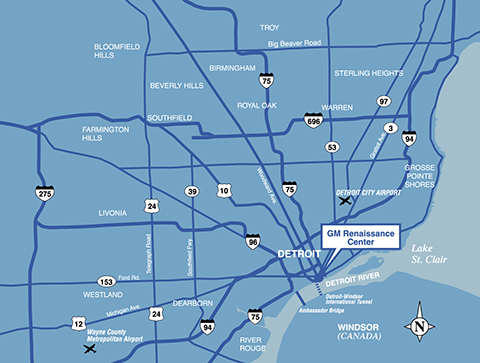 TROY
Big Beaver Road
BLOOMFIELD
HILLS
BIRMINGHAM
STERLING HEIGHTS
75
BEVERLY HILLS
97
ROYAL OAK
WARREN
SOUTHFIELD
696
3
FARMINGTON
HILLS
53
94
Gratiot Ave.
GROSSE
POINTE
SHORES
Woodward Ave.
275
39
10
75
DETROIT CITY AIRPORT
24
LIVONIA
GM Renaissance
Center
96
DETROIT
Lake
St. Clair
Telegraph Road
Southfield Fwy.
153
Ford Rd.
DETROIT RIVER
WESTLAND
Detroit-Windsor
International Tunnel
DEARBORN
Michigan Ave.
24
Ambassador Bridge
12
94
75
WINDSOR
(CANADA)
N
Wayne County
Metropolitan Airport
RIVER
ROUGE